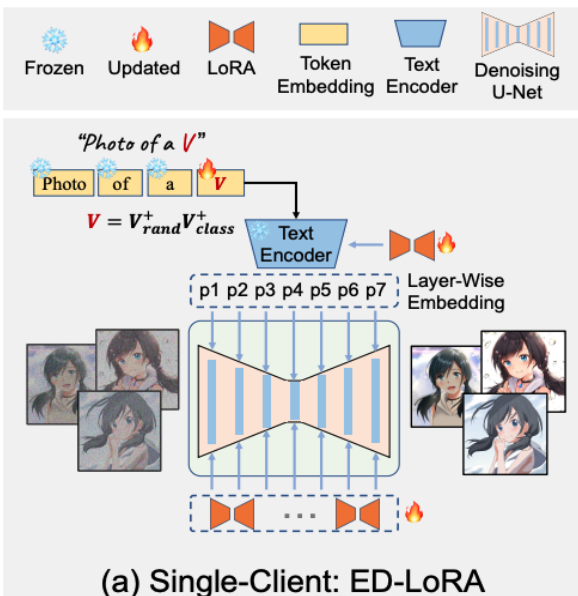 Frozen Updated LoRA Token Embedding Text Encoder Denoising U-Net
"Photo of a V"
Photo of a V
V = V⁺rand V⁺class
Text Encoder
p1 p2 p3 p4 p5 p6 p7
Layer-Wise Embedding
...
(a) Single-Client: ED-LoRA